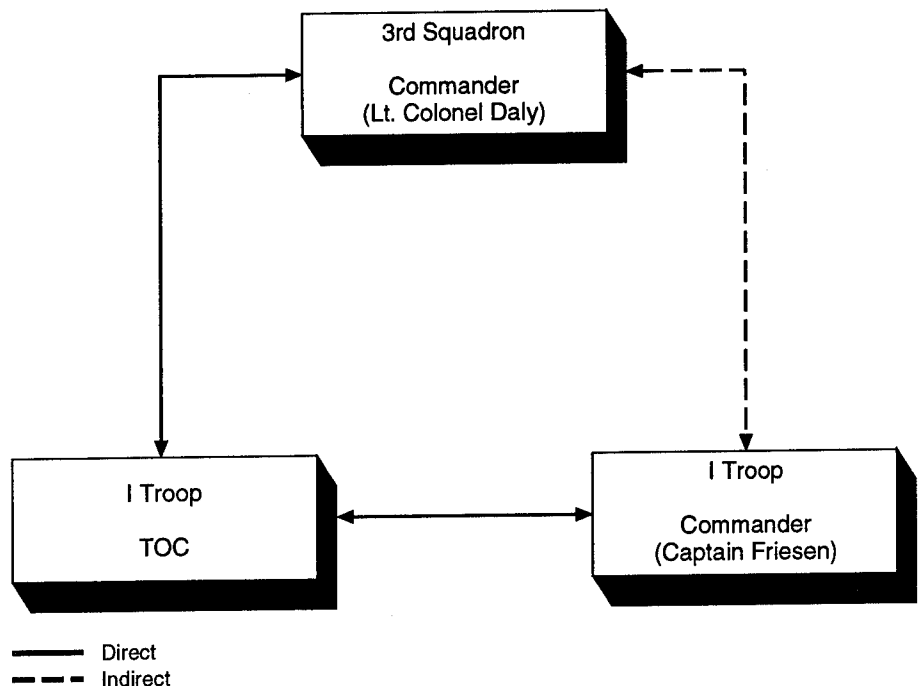 3rd Squadron
Commander
(Lt. Colonel Daly)
I Troop
TOC
I Troop
Commander
(Captain Friesen)
Direct
Indirect